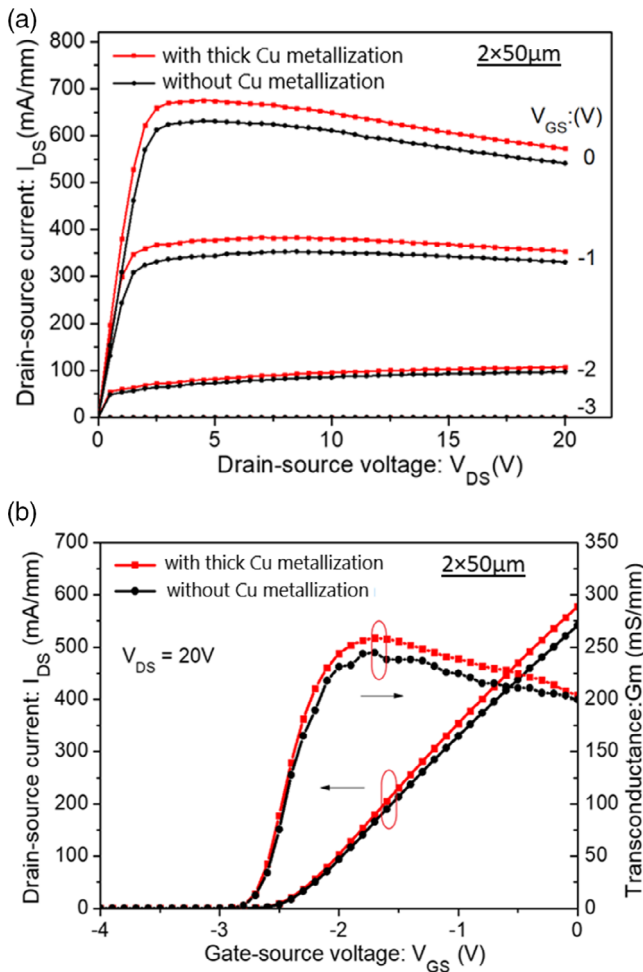 (a)
800
700
600
500
400
300
200
100
0
Drain-source current: I_DS(mA/mm)
with thick Cu metallization
without Cu metallization
2×50μm
V_GS:(V)
0
-1
-2
-3
0 5 10 15 20
Drain-source voltage: V_DS(V)
(b)
700
600
500
400
300
200
100
0
Drain-source current: I_DS (mA/mm)
with thick Cu metallization
without Cu metallization
2×50μm
V_DS = 20V
350
300
250
200
150
100
50
0
Transconductance:Gm (mS/mm)
-4 -3 -2 -1 0
Gate-source voltage: V_GS (V)